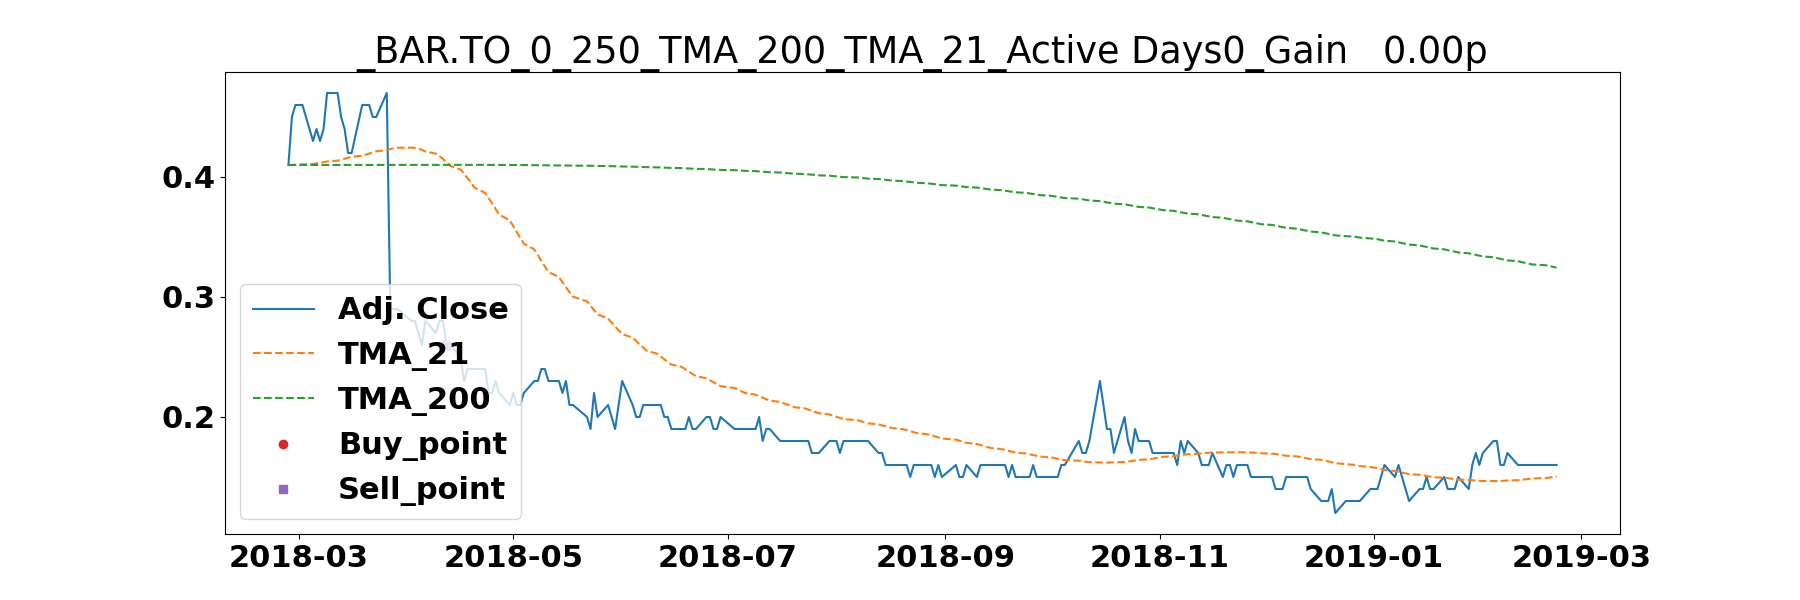 _BAR.TO_0_250_TMA_200_TMA_21_Active Days0_Gain   0.00p
0.4
0.3
0.2
Adj. Close
TMA_21
TMA_200
Buy_point
Sell_point
2018-03 2018-05 2018-07 2018-09 2018-11 2019-01 2019-03